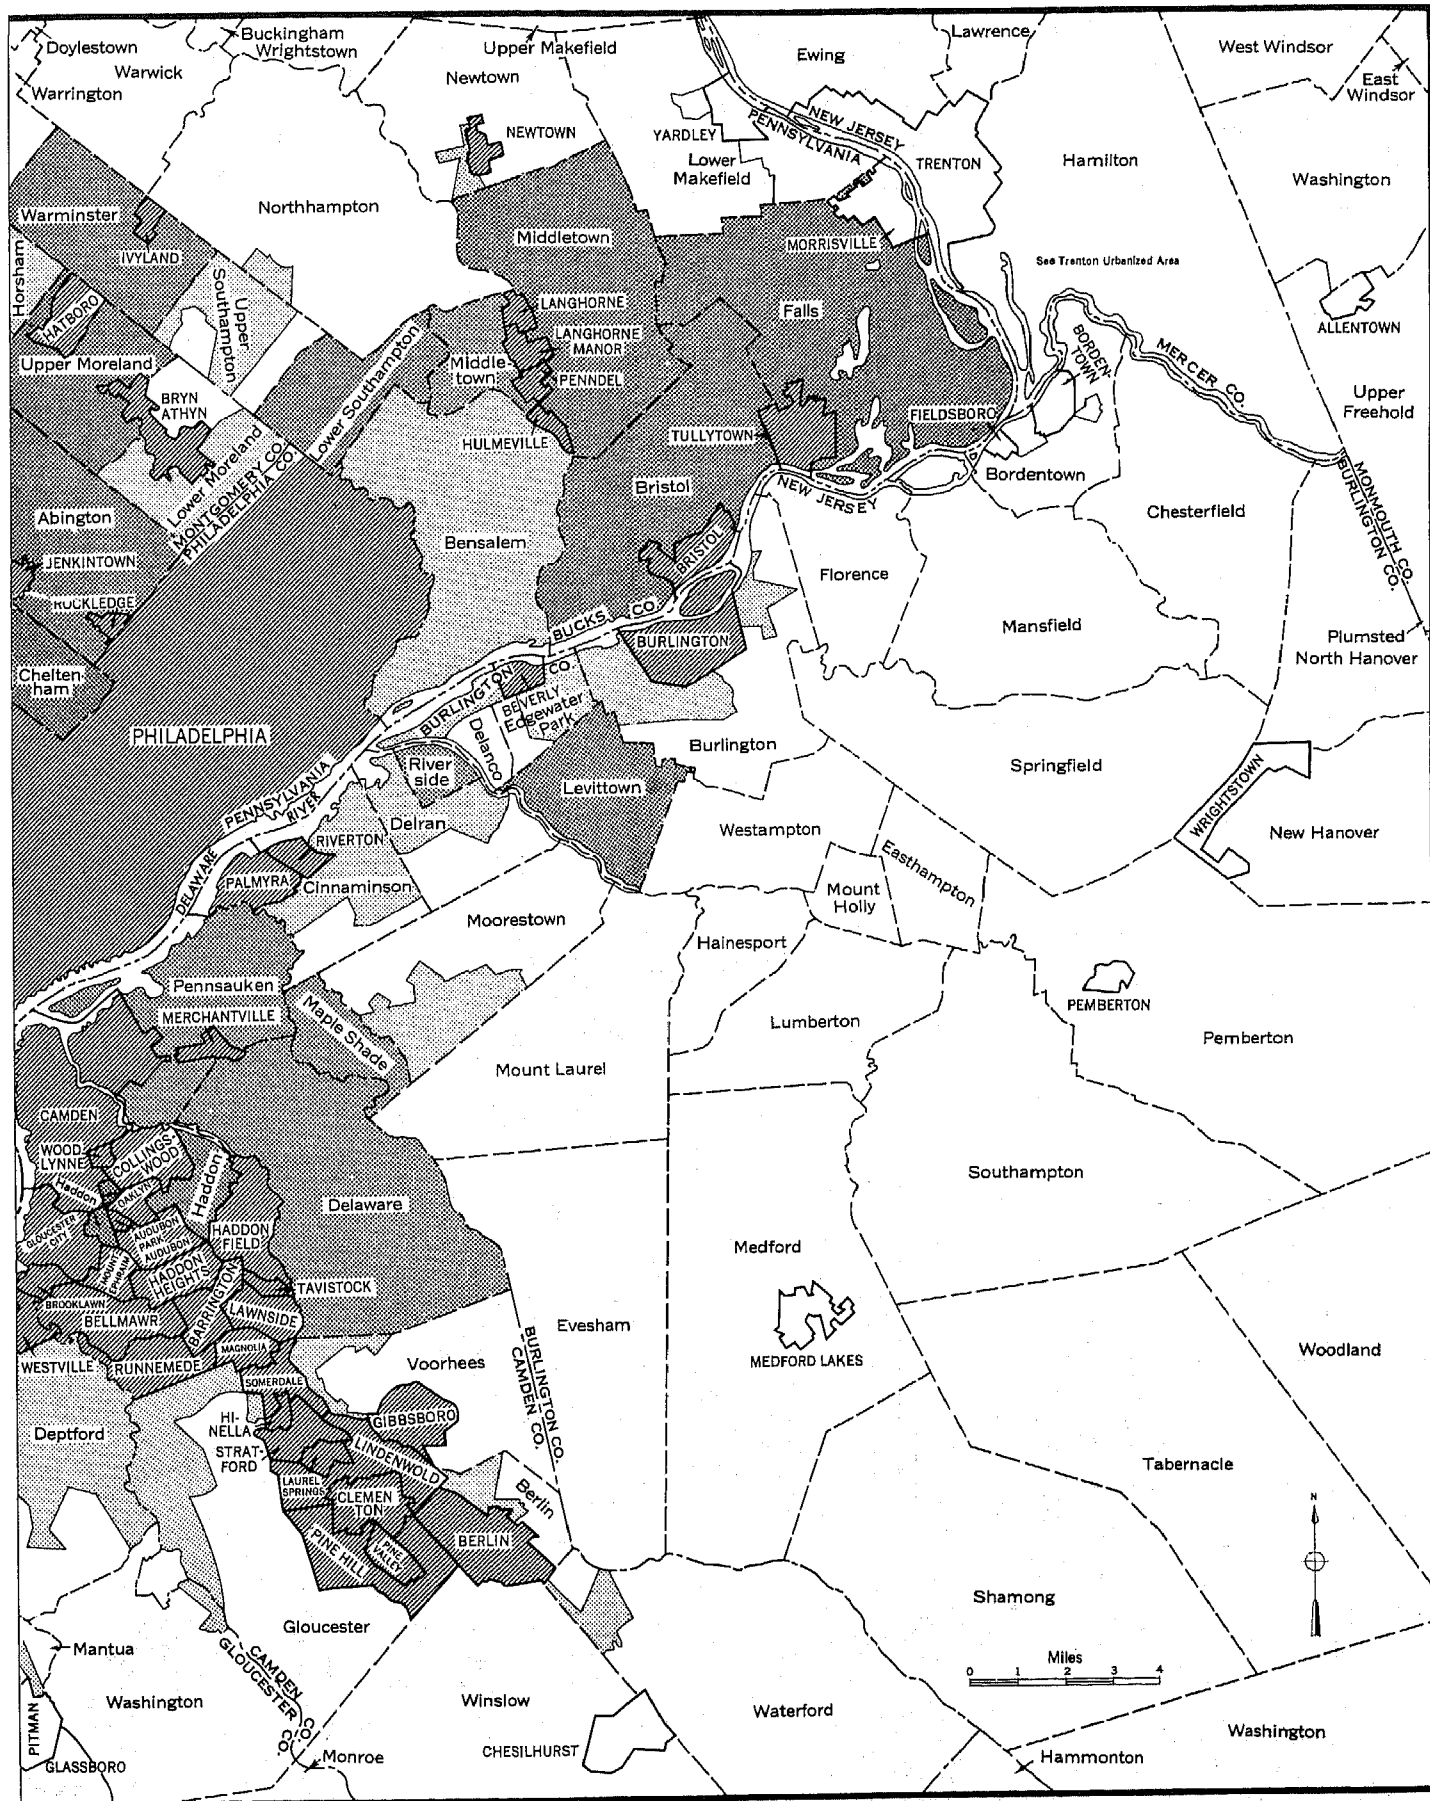 Doylestown
Buckingham
Wrightstown
Warwick
Warrington
Upper Makefield
Newtown
NEWTOWN
Ewing
Lawrence
West Windsor
East
Windsor
YARDLEY
NEW JERSEY
PENNSYLVANIA
TRENTON
Lower
Makefield
Hamilton
Washington
Northhampton
Warminster
IVYLAND
Horsham
HATBORO
Upper
Southampton
Middletown
MORRISVILLE
See Trenton Urbanized Area
LANGHORNE
LANGHORNE
MANOR
Falls
ALLENTOWN
Upper Moreland
Lower Southampton
Middle
town
PENNDEL
BORDEN-
TOWN
MERCER CO.
BRYN
ATHYN
HULMEVILLE
TULLYTOWN
FIELDSBORO
Upper
Freehold
Lower Moreland
MONTGOMERY CO.
PHILADELPHIA CO.
Bristol
NEW JERSEY
Bordentown
Chesterfield
MONMOUTH CO.
BURLINGTON CO.
Abington
JENKINTOWN
ROCKLEDGE
Bensalem
BRISTOL
Florence
Mansfield
BUCKS CO.
BURLINGTON
Plumsted
North Hanover
Chelten-
ham
BURLINGTON CO.
BEVERLY
Edgewater
Park
Delanco
PHILADELPHIA
Burlington
Springfield
River
side
Levittown
PENNSYLVANIA
RIVER
DELAWARE
RIVERTON
Delran
Westampton
Easthampton
WRIGHTSTOWN
New Hanover
PALMYRA
Cinnaminson
Mount
Holly
Moorestown
Hainesport
Pennsauken
MERCHANTVILLE
Maple Shade
PEMBERTON
Lumberton
Pemberton
Mount Laurel
CAMDEN
WOOD-
LYNNE
COLLINGS-
WOOD
Haddon
Haddon
OAKLYN
Southampton
Delaware
GLOUCESTER
CITY
AUDUBON
PARK
AUDUBON
HADDON
FIELD
MOUNT
EPHRAIM
HADDON
HEIGHTS
Medford
TAVISTOCK
BROOKLAWN
BELLMAWR
BARRINGTON
LAWNSIDE
Evesham
MEDFORD LAKES
Woodland
WESTVILLE
RUNNEMEDE
MAGNOLIA
SOMERDALE
Voorhees
BURLINGTON CO.
CAMDEN CO.
Deptford
HI-
NELLA
STRAT-
FORD
GIBBSBORO
LINDENWOLD
LAUREL
SPRINGS
CLEMEN
TON
Berlin
Tabernacle
PINE HILL
PINE
VALLEY
BERLIN
N
Shamong
Gloucester
Mantua
CAMDEN CO.
GLOUCESTER CO.
Miles
0 1 2 3 4
Washington
Winslow
Waterford
Washington
PITMAN
GLASSBORO
Monroe
CHESILHURST
Hammonton